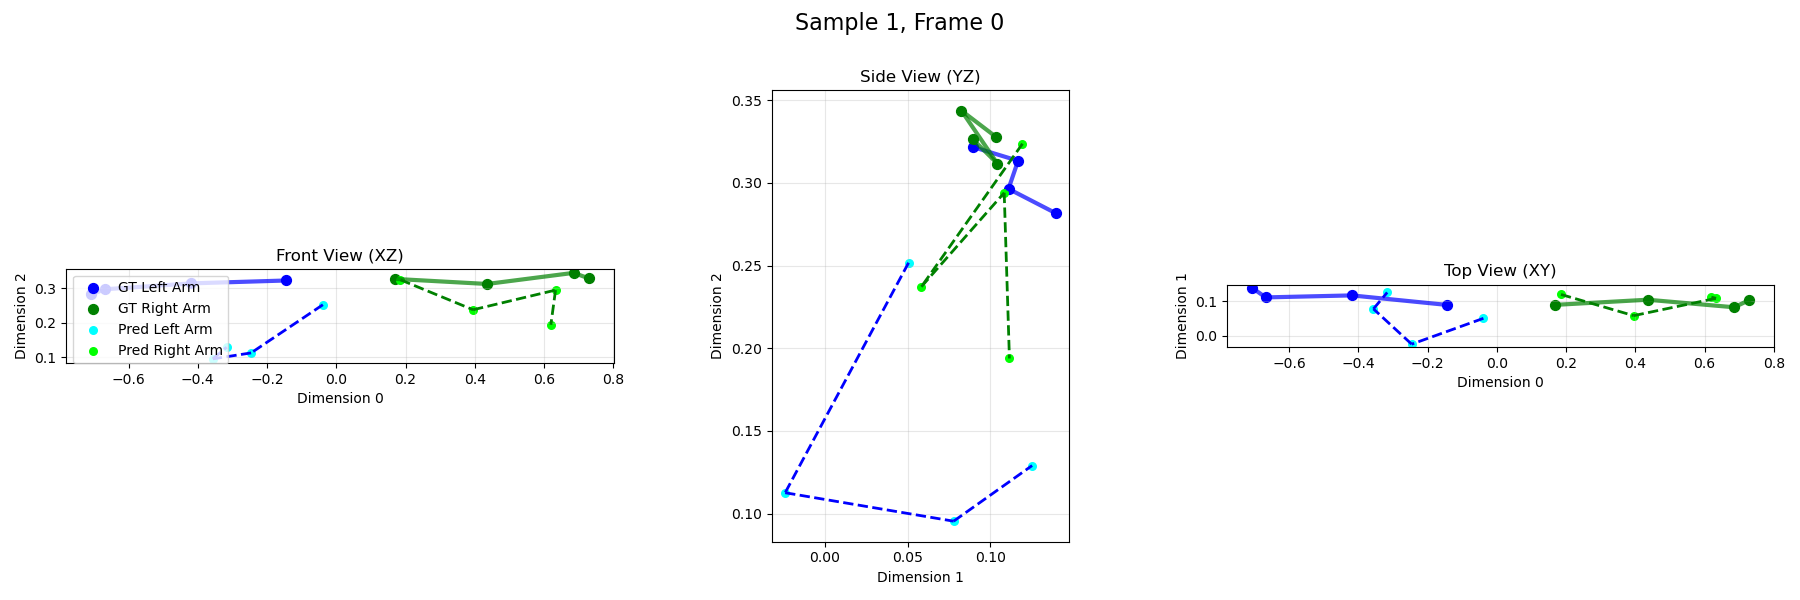 Sample 1, Frame 0
Front View (XZ)
Dimension 2
0.3
0.2
0.1
GT Left Arm
GT Right Arm
Pred Left Arm
Pred Right Arm
−0.6 −0.4 −0.2 0.0 0.2 0.4 0.6 0.8
Dimension 0
Side View (YZ)
Dimension 2
0.35
0.30
0.25
0.20
0.15
0.10
0.00 0.05 0.10
Dimension 1
Top View (XY)
Dimension 1
0.1
0.0
−0.6 −0.4 −0.2 0.0 0.2 0.4 0.6 0.8
Dimension 0